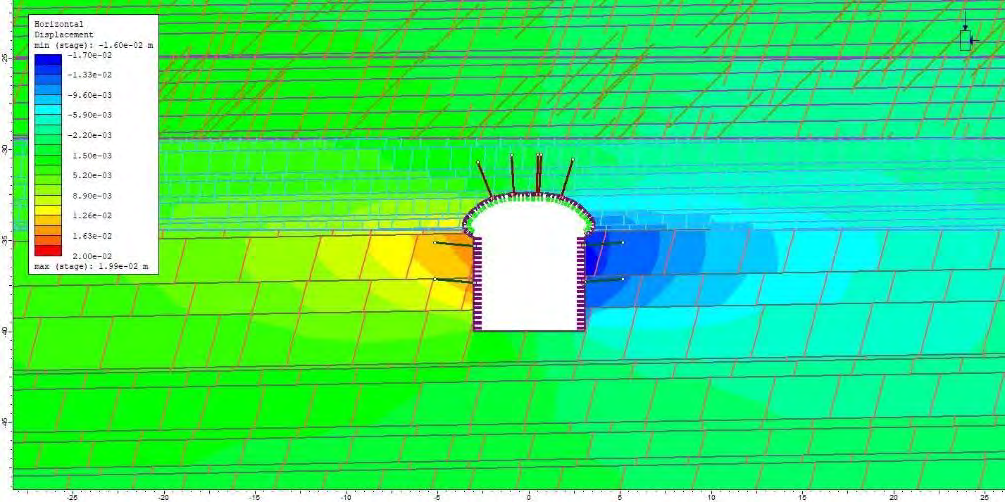 Horizontal
Displacement
min (stage): -1.60e-02 m
-1.70e-02
-1.33e-02
-9.60e-03
-5.90e-03
-2.20e-03
1.50e-03
5.20e-03
8.90e-03
1.26e-02
1.63e-02
2.00e-02
max (stage): 1.99e-02 m
-25
-30
-35
-40
-45
-25
-20
-15
-10
-5
0
5
10
15
20
25